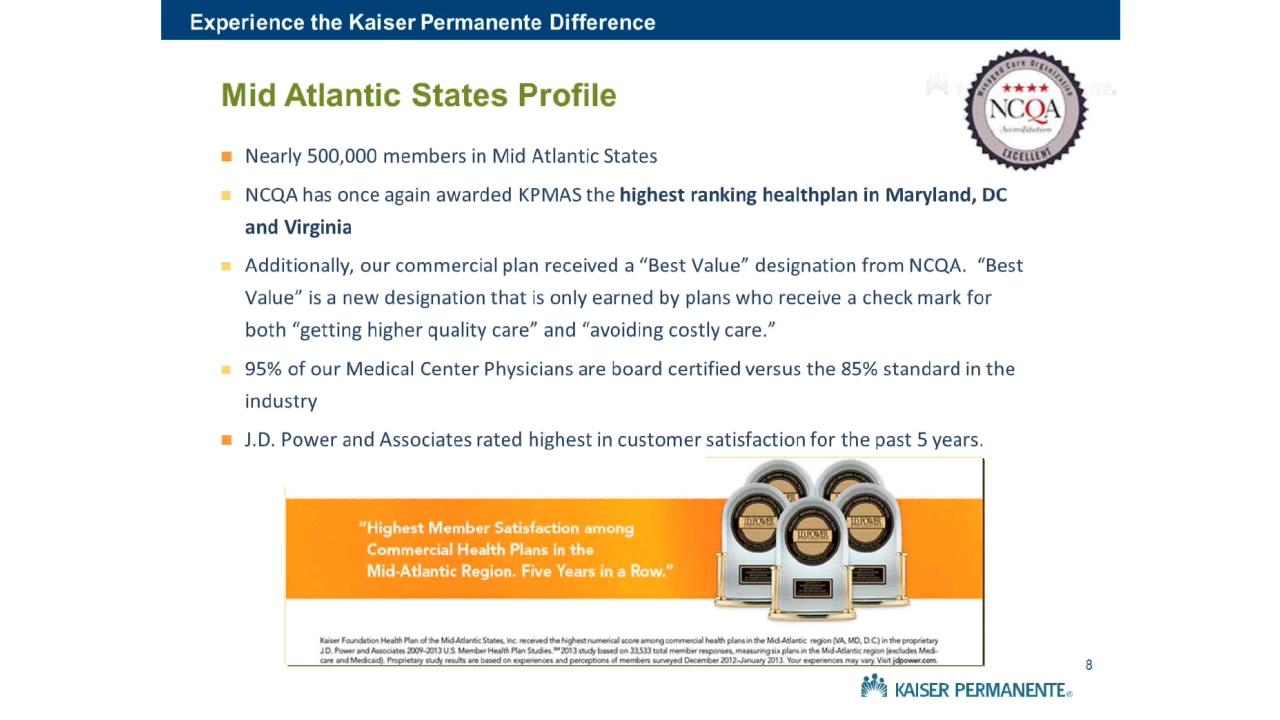 Experience the Kaiser Permanente Difference
Mid Atlantic States Profile
Managed Care Organization
NCQA
Accreditation
EXCELLENT
Nearly 500,000 members in Mid Atlantic States
NCQA has once again awarded KPMAS the highest ranking healthplan in Maryland, DC
and Virginia
Additionally, our commercial plan received a “Best Value” designation from NCQA. “Best
Value” is a new designation that is only earned by plans who receive a check mark for
both “getting higher quality care” and “avoiding costly care.”
95% of our Medical Center Physicians are board certified versus the 85% standard in the
industry
J.D. Power and Associates rated highest in customer satisfaction for the past 5 years.
“Highest Member Satisfaction among
Commercial Health Plans in the
Mid-Atlantic Region. Five Years in a Row.”
J.D. POWER
J.D. POWER
J.D. POWER
Kaiser Foundation Health Plan of the Mid-Atlantic States, Inc. received the highest numerical score among commercial health plans in the Mid-Atlantic region (VA, MD, D.C.) in the proprietary
J.D. Power and Associates 2009-2013 U.S. Member Health Plan Studies.℠ 2013 study based on 33,533 total member responses, measuring six plans in the Mid-Atlantic region (excludes Medi-
care and Medicaid). Proprietary study results are based on experiences and perceptions of members surveyed December 2012–January 2013. Your experiences may vary. Visit jdpower.com.
8
KAISER PERMANENTE®